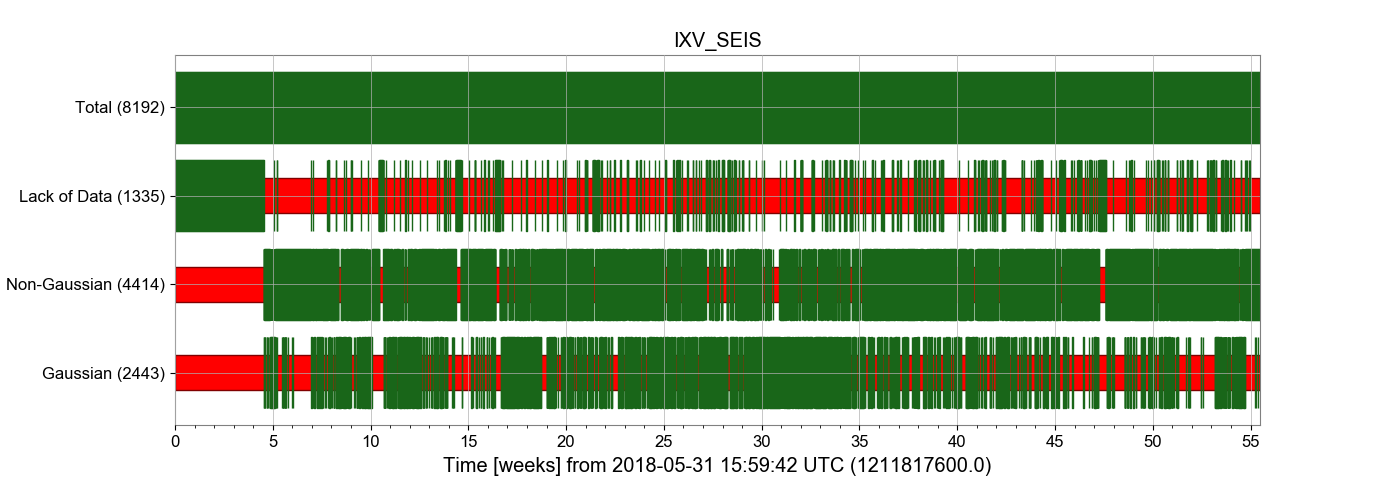 IXV_SEIS
Total (8192)
Lack of Data (1335)
Non-Gaussian (4414)
Gaussian (2443)
0 5 10 15 20 25 30 35 40 45 50 55
Time [weeks] from 2018-05-31 15:59:42 UTC (1211817600.0)